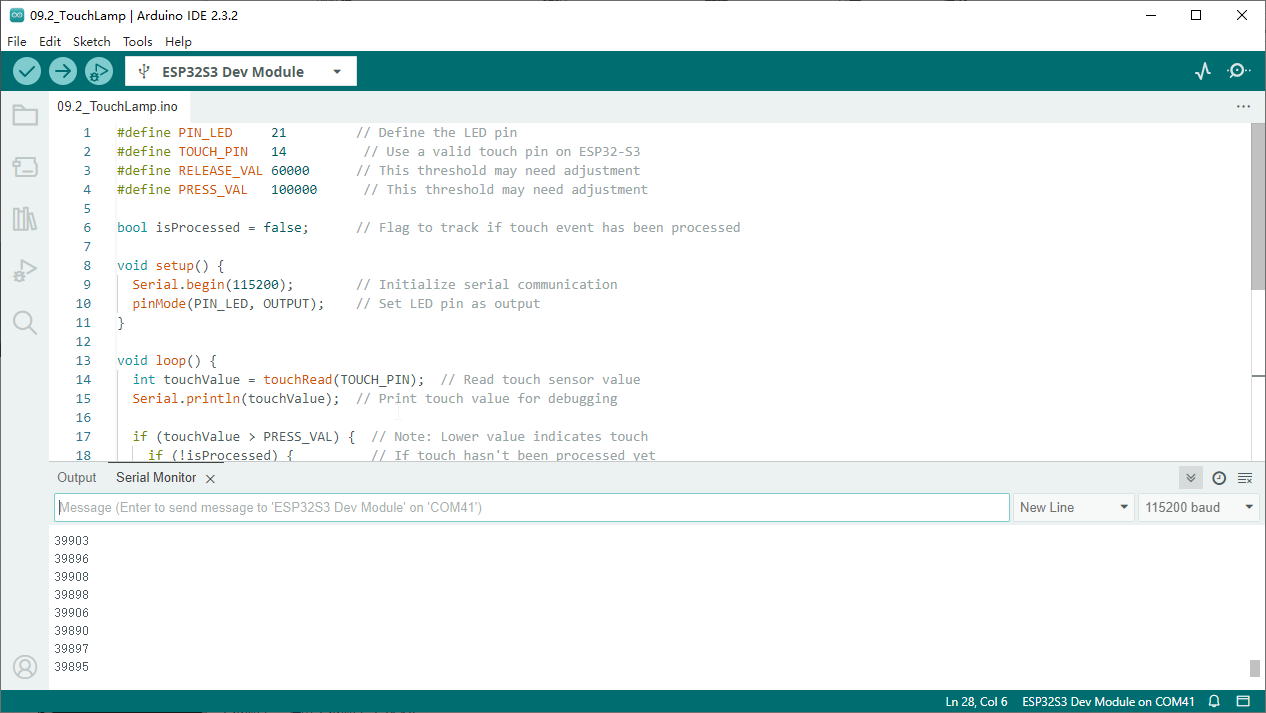 09.2_TouchLamp | Arduino IDE 2.3.2
File Edit Sketch Tools Help
ESP32S3 Dev Module
09.2_TouchLamp.ino
1 #define PIN_LED 21 // Define the LED pin
2 #define TOUCH_PIN 14 // Use a valid touch pin on ESP32-S3
3 #define RELEASE_VAL 60000 // This threshold may need adjustment
4 #define PRESS_VAL 100000 // This threshold may need adjustment
5
6 bool isProcessed = false; // Flag to track if touch event has been processed
7
8 void setup() {
9 Serial.begin(115200); // Initialize serial communication
10 pinMode(PIN_LED, OUTPUT); // Set LED pin as output
11 }
12
13 void loop() {
14 int touchValue = touchRead(TOUCH_PIN); // Read touch sensor value
15 Serial.println(touchValue); // Print touch value for debugging
16
17 if (touchValue > PRESS_VAL) { // Note: Lower value indicates touch
18 if (!isProcessed) { // If touch hasn't been processed yet
Output Serial Monitor
Message (Enter to send message to 'ESP32S3 Dev Module' on 'COM41') New Line 115200 baud
39903
39896
39908
39898
39906
39890
39897
39895
Ln 28, Col 6 ESP32S3 Dev Module on COM41